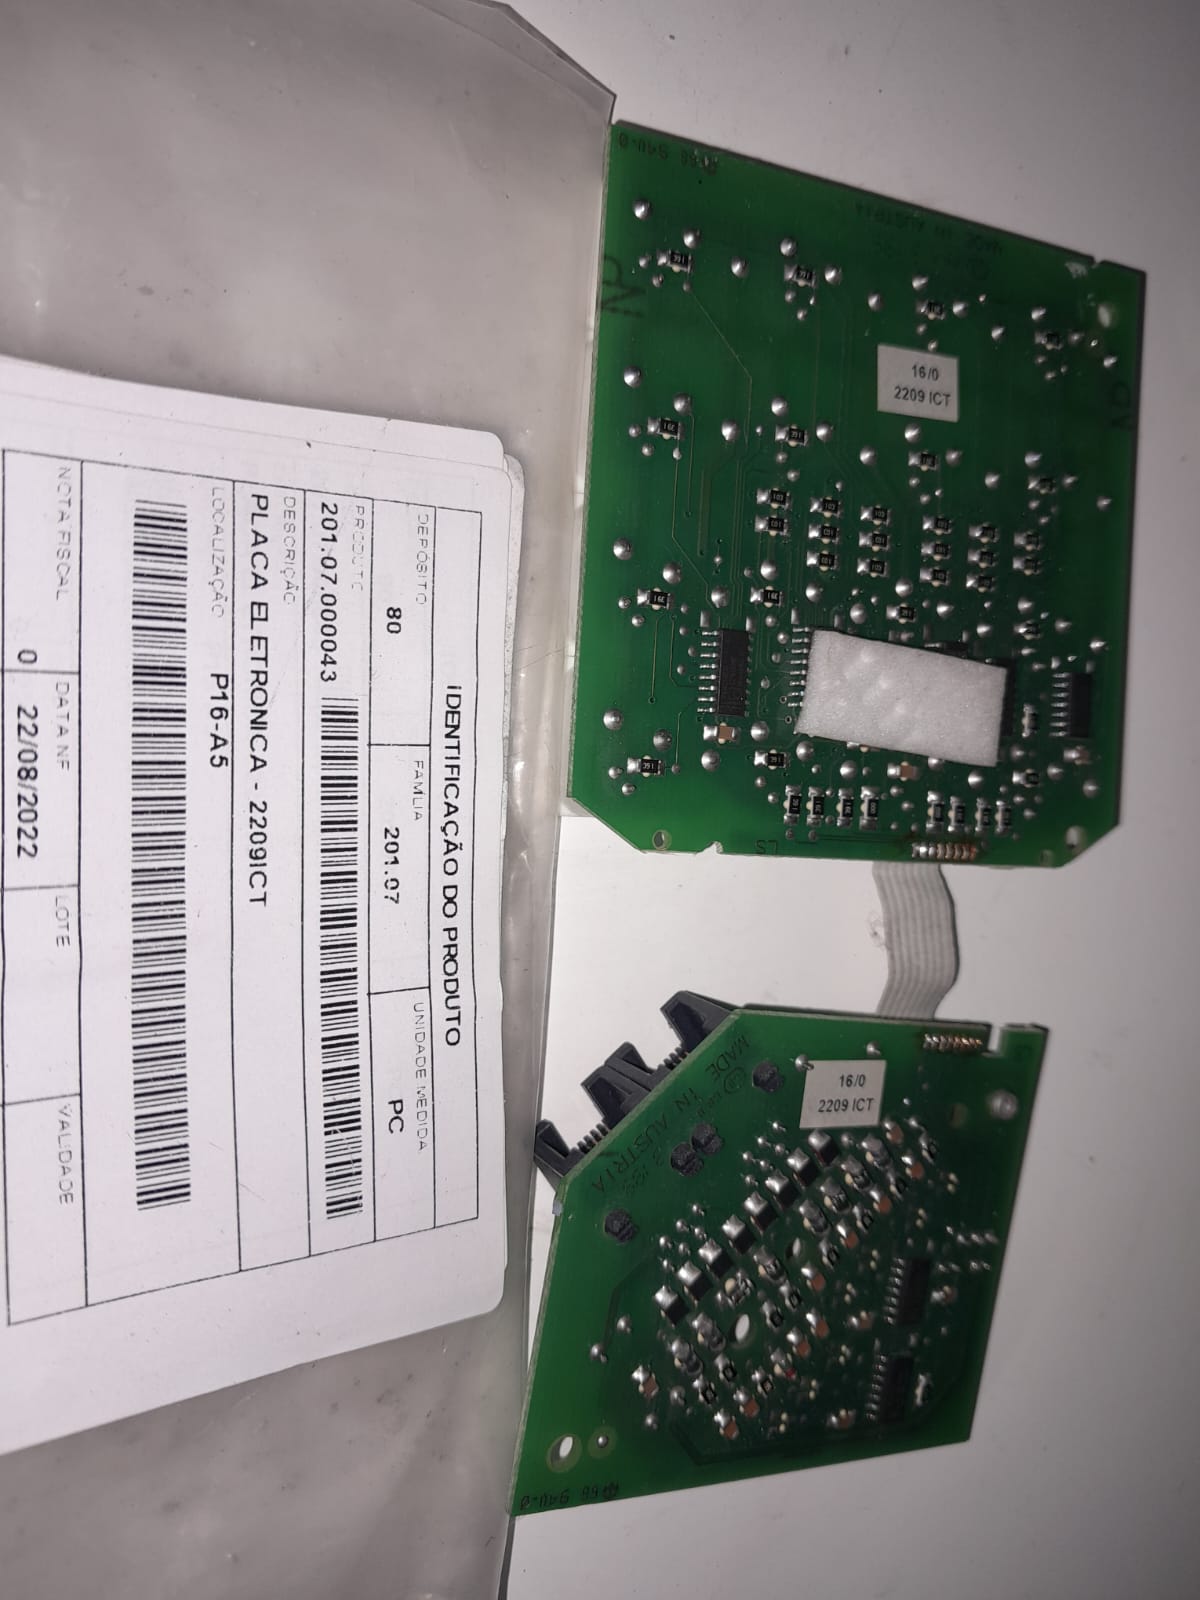 16/0
2209 ICT
LS
16/0
2209 ICT
MADE IN AUSTRIA
IDENTIFICAÇÃO DO PRODUTO
DEPÓSITO
80
FAMÍLIA
201.07
UNIDADE MEDIDA
PC
PRODUTO
201.07.000043
DESCRIÇÃO
PLACA ELETRONICA - 2209ICT
LOCALIZAÇÃO
P16-A5
NOTA FISCAL
0
DATA NF
22/08/2022
LOTE
VALIDADE